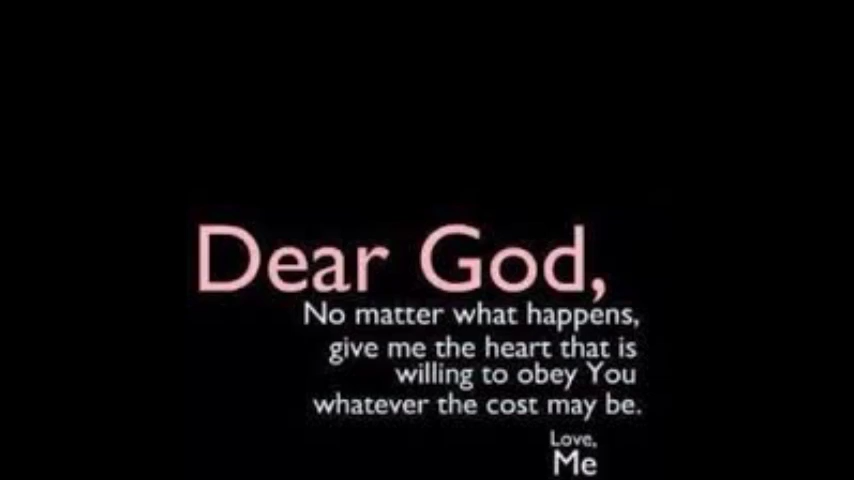 Dear God,
No matter what happens,
give me the heart that is
willing to obey You
whatever the cost may be.
Love,
Me